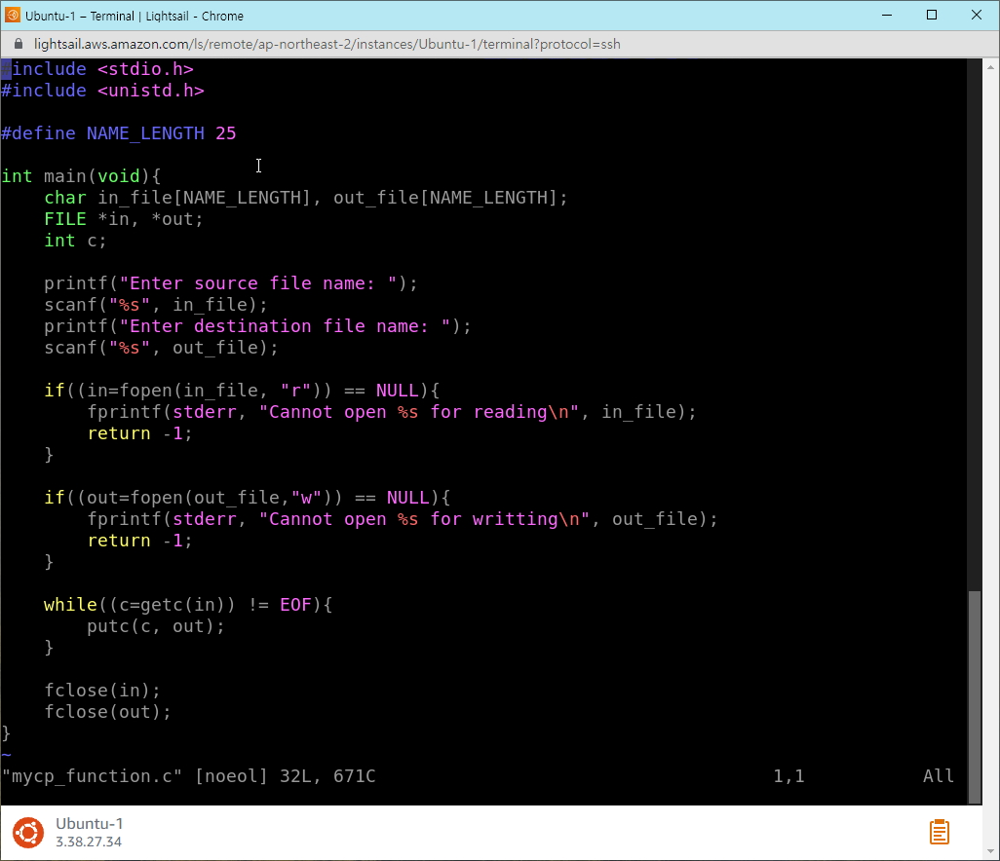 Ubuntu-1 – Terminal | Lightsail - Chrome
lightsail.aws.amazon.com/ls/remote/ap-northeast-2/instances/Ubuntu-1/terminal?protocol=ssh
#include <stdio.h>
#include <unistd.h>
#define NAME_LENGTH 25
int main(void){
    char in_file[NAME_LENGTH], out_file[NAME_LENGTH];
    FILE *in, *out;
    int c;
    printf("Enter source file name: ");
    scanf("%s", in_file);
    printf("Enter destination file name: ");
    scanf("%s", out_file);
    if((in=fopen(in_file, "r")) == NULL){
        fprintf(stderr, "Cannot open %s for reading\n", in_file);
        return -1;
    }
    if((out=fopen(out_file,"w")) == NULL){
        fprintf(stderr, "Cannot open %s for writting\n", out_file);
        return -1;
    }
    while((c=getc(in)) != EOF){
        putc(c, out);
    }
    fclose(in);
    fclose(out);
}
~
"mycp_function.c" [noeol] 32L, 671C 1,1 All
Ubuntu-1
3.38.27.34